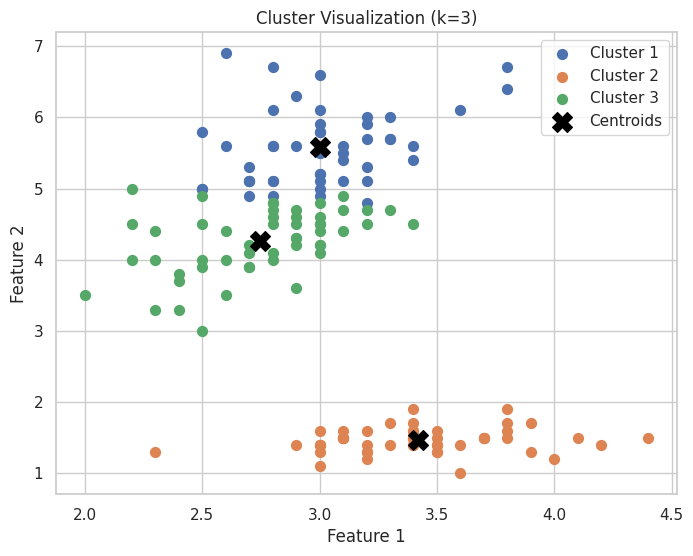 Cluster Visualization (k=3)
Cluster 1
Cluster 2
Cluster 3
Centroids
Feature 2
7
6
5
4
3
2
1
2.0 2.5 3.0 3.5 4.0 4.5
Feature 1